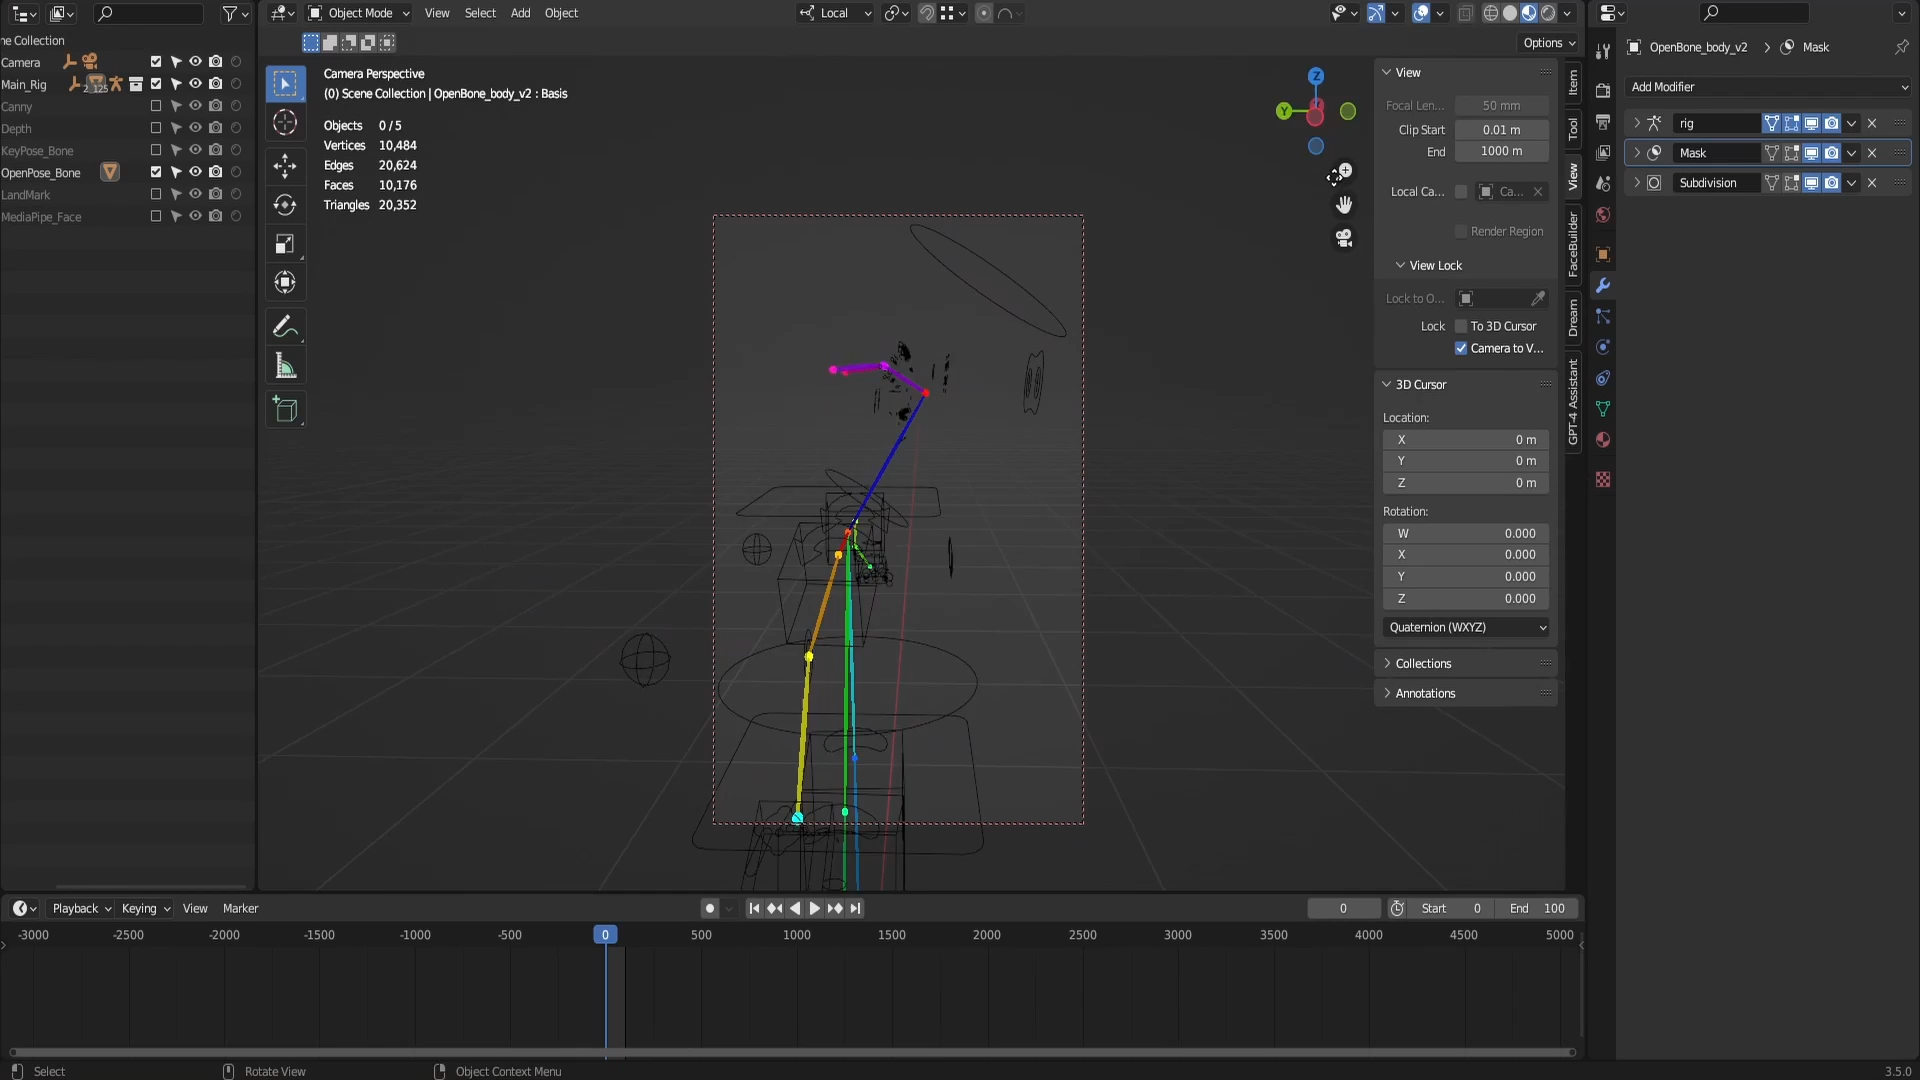 Object Mode
View
Select
Add
Object
Local
Options
ne Collection
Camera
Main_Rig
2 125
Canny
Depth
KeyPose_Bone
OpenPose_Bone
LandMark
MediaPipe_Face
Camera Perspective
(0) Scene Collection | OpenBone_body_v2 : Basis
Objects 0 / 5
Vertices 10,484
Edges 20,624
Faces 10,176
Triangles 20,352
Z
Y
View
Focal Len... 50 mm
Clip Start 0.01 m
End 1000 m
Local Ca... Ca...
Render Region
View Lock
Lock to O...
Lock To 3D Cursor
Camera to V...
3D Cursor
Location:
X 0 m
Y 0 m
Z 0 m
Rotation:
W 0.000
X 0.000
Y 0.000
Z 0.000
Quaternion (WXYZ)
Collections
Annotations
Item
Tool
View
FaceBuilder
Dream
GPT-4 Assistant
OpenBone_body_v2 > Mask
Add Modifier
rig
Mask
Subdivision
Playback
Keying
View
Marker
0
Start 0
End 100
-3000 -2500 -2000 -1500 -1000 -500 0 500 1000 1500 2000 2500 3000 3500 4000 4500 5000
Select
Rotate View
Object Context Menu
3.5.0